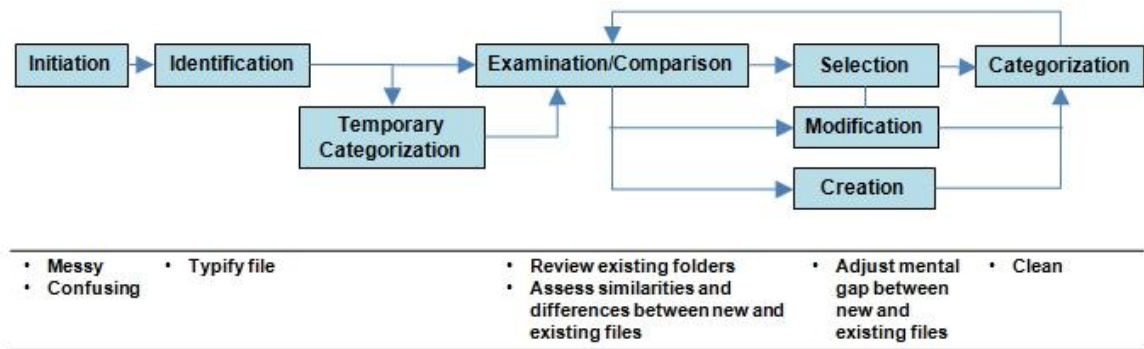 Initiation
Identification
Examination/Comparison
Selection
Categorization
Temporary
Categorization
Modification
Creation
• Messy
• Confusing
• Typify file
• Review existing folders
• Assess similarities and
differences between new and
existing files
• Adjust mental
gap between
new and
existing files
• Clean